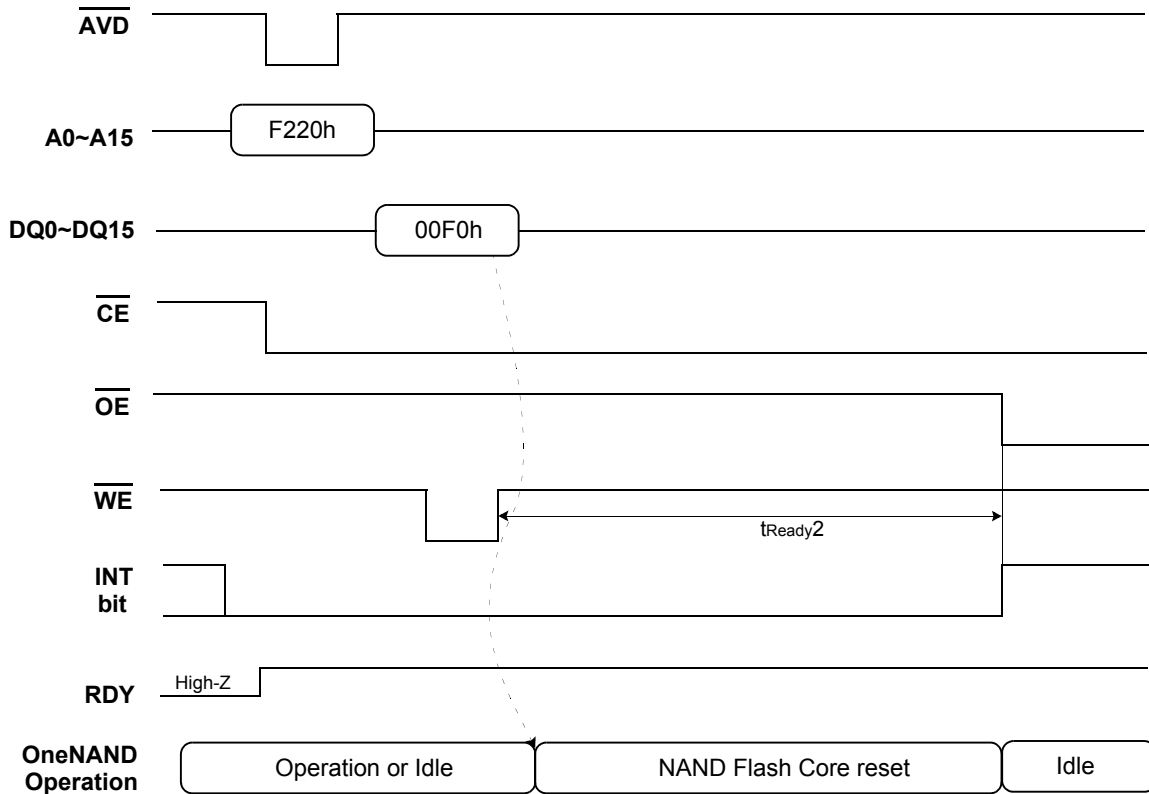 AVD
A0~A15
F220h
DQ0~DQ15
00F0h
CE
OE
WE
tReady2
INT
bit
High-Z
RDY
OneNAND
Operation
Operation or Idle
NAND Flash Core reset
Idle